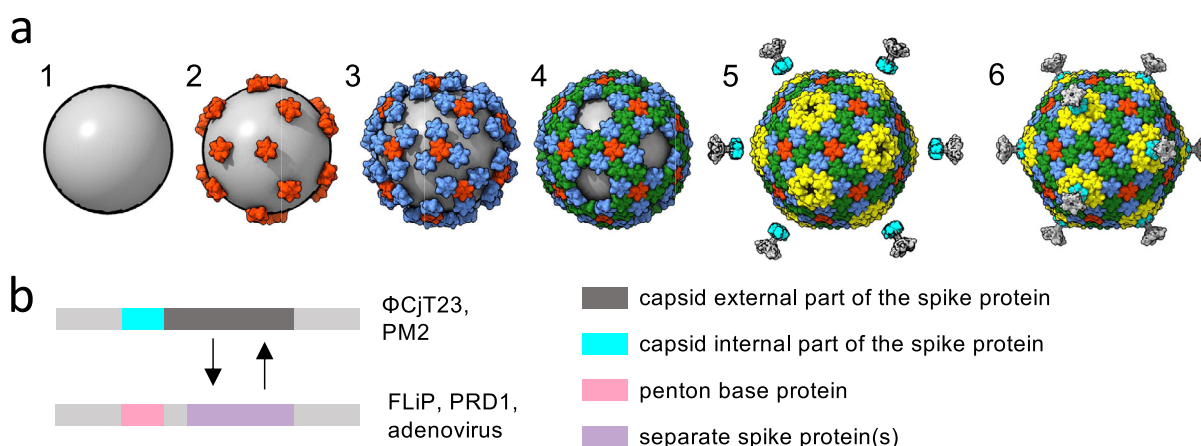 a
1
2
3
4
5
6
b
ΦCjT23,
PM2
FLiP, PRD1,
adenovirus
capsid external part of the spike protein
capsid internal part of the spike protein
penton base protein
separate spike protein(s)